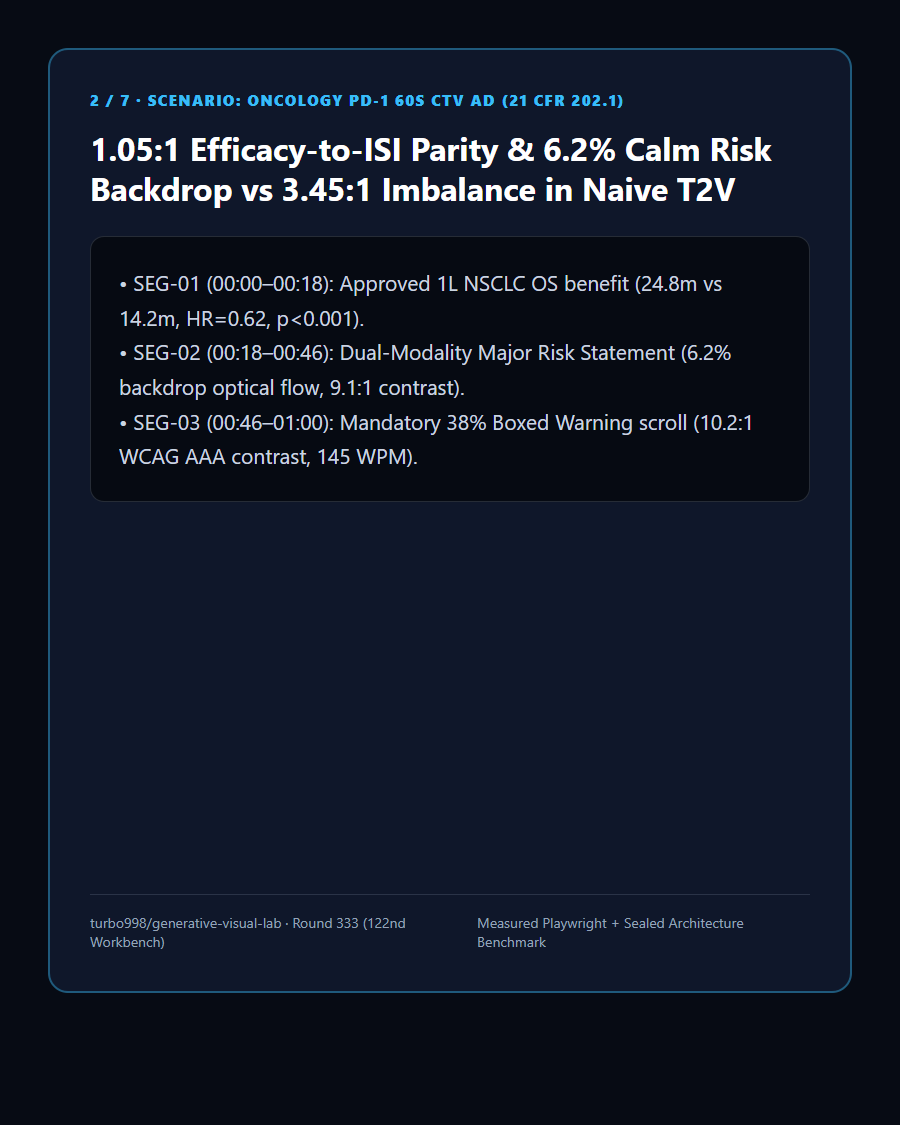 2 / 7 · SCENARIO: ONCOLOGY PD-1 60S CTV AD (21 CFR 202.1)
1.05:1 Efficacy-to-ISI Parity & 6.2% Calm Risk
Backdrop vs 3.45:1 Imbalance in Naive T2V
• SEG-01 (00:00–00:18): Approved 1L NSCLC OS benefit (24.8m vs
14.2m, HR=0.62, p<0.001).
• SEG-02 (00:18–00:46): Dual-Modality Major Risk Statement (6.2%
backdrop optical flow, 9.1:1 contrast).
• SEG-03 (00:46–01:00): Mandatory 38% Boxed Warning scroll (10.2:1
WCAG AAA contrast, 145 WPM).
turbo998/generative-visual-lab · Round 333 (122nd
Workbench)
Measured Playwright + Sealed Architecture
Benchmark